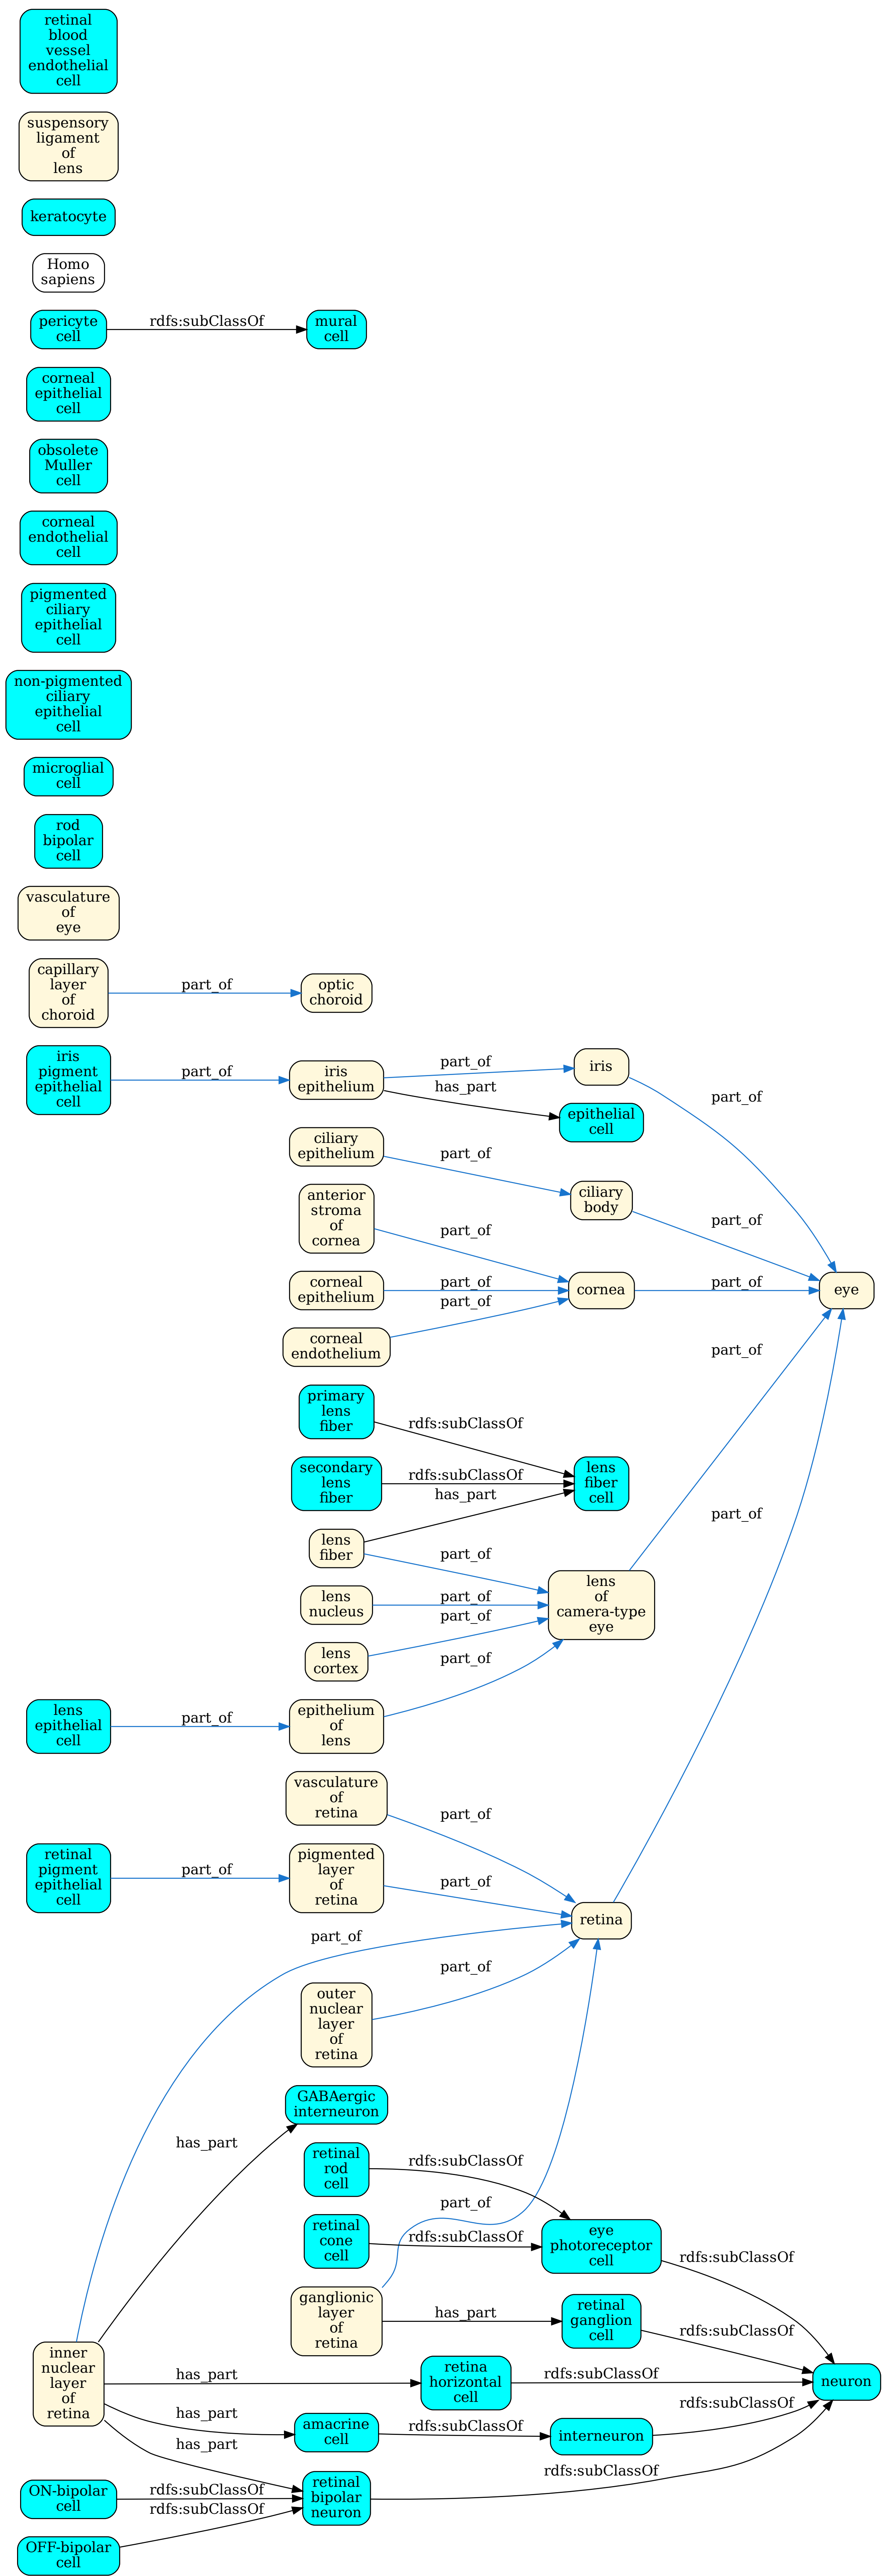 retinal
blood
vessel
endothelial
cell
suspensory
ligament
of
lens
keratocyte
Homo
sapiens
pericyte
cell
rdfs:subClassOf
mural
cell
corneal
epithelial
cell
obsolete
Muller
cell
corneal
endothelial
cell
pigmented
ciliary
epithelial
cell
non-pigmented
ciliary
epithelial
cell
microglial
cell
rod
bipolar
cell
vasculature
of
eye
capillary
layer
of
choroid
part_of
optic
choroid
iris
pigment
epithelial
cell
part_of
iris
epithelium
part_of
has_part
iris
part_of
epithelial
cell
ciliary
epithelium
part_of
ciliary
body
part_of
anterior
stroma
of
cornea
part_of
corneal
epithelium
part_of
part_of
cornea
part_of
eye
corneal
endothelium
part_of
primary
lens
fiber
rdfs:subClassOf
secondary
lens
fiber
rdfs:subClassOf
has_part
lens
fiber
cell
lens
fiber
part_of
lens
nucleus
part_of
part_of
lens
of
camera-type
eye
part_of
lens
cortex
part_of
lens
epithelial
cell
part_of
epithelium
of
lens
vasculature
of
retina
part_of
retinal
pigment
epithelial
cell
part_of
pigmented
layer
of
retina
part_of
retina
part_of
outer
nuclear
layer
of
retina
part_of
GABAergic
interneuron
has_part
retinal
rod
cell
rdfs:subClassOf
part_of
retinal
cone
cell
rdfs:subClassOf
eye
photoreceptor
cell
rdfs:subClassOf
ganglionic
layer
of
retina
has_part
retinal
ganglion
cell
rdfs:subClassOf
inner
nuclear
layer
of
retina
has_part
retina
horizontal
cell
rdfs:subClassOf
neuron
has_part
amacrine
cell
rdfs:subClassOf
interneuron
rdfs:subClassOf
has_part
retinal
bipolar
neuron
rdfs:subClassOf
ON-bipolar
cell
rdfs:subClassOf
rdfs:subClassOf
OFF-bipolar
cell